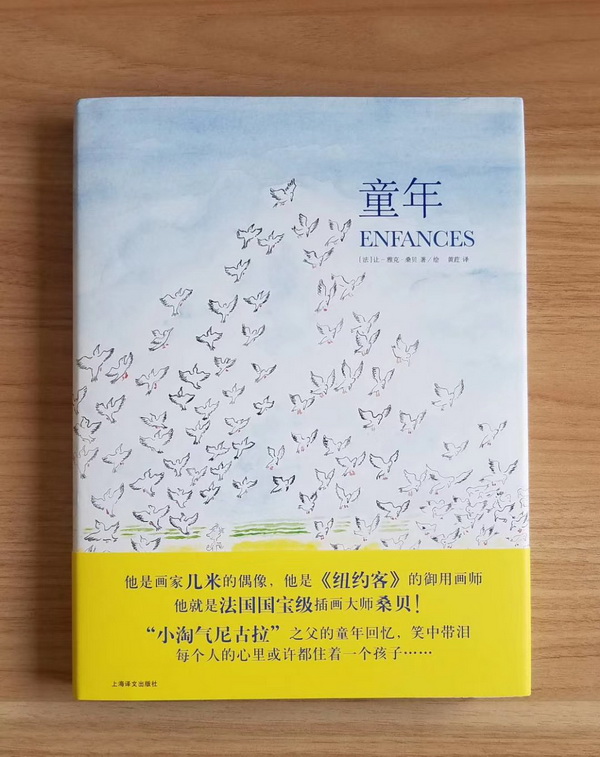 童年
ENFANCES
[法]让-雅克·桑贝 著/绘 黄荭 译
他是画家几米的偶像，他是《纽约客》的御用画师
他就是法国国宝级插画大师桑贝！
“小淘气尼古拉”之父的童年回忆，笑中带泪
每个人的心里或许都住着一个孩子……
上海译文出版社